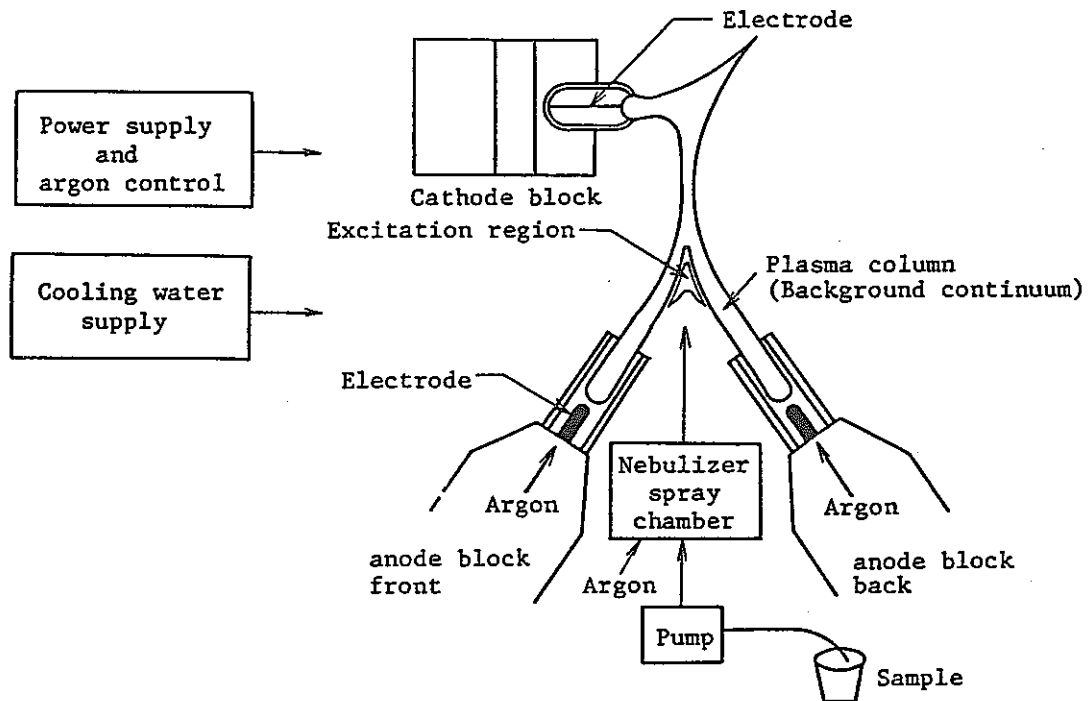 Electrode
Power supply
and
argon control
Cathode block
Excitation region
Plasma column
(Background continuum)
Cooling water
supply
Electrode
Nebulizer
spray
chamber
Argon
Argon
anode block
front
Argon
anode block
back
Pump
Sample